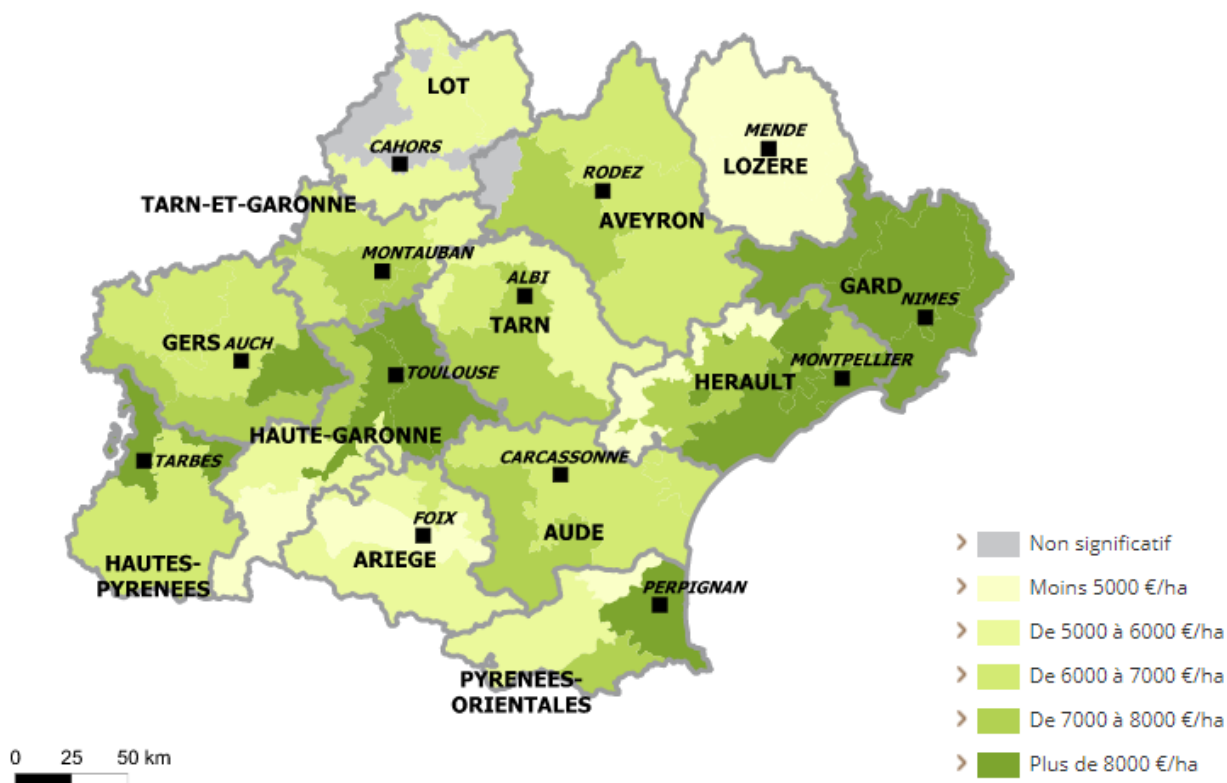 LOT
MENDE
CAHORS
LOZERE
RODEZ
TARN-ET-GARONNE
AVEYRON
MONTAUBAN
ALBI
GARD
NIMES
TARN
GERS AUCH
MONTPELLIER
TOULOUSE
HERAULT
HAUTE-GARONNE
CARCASSONNE
TARBES
FOIX
AUDE
ARIEGE
HAUTES-
PYRENEES
PERPIGNAN
PYRENEES-
ORIENTALES
Non significatif
Moins 5000 €/ha
De 5000 à 6000 €/ha
De 6000 à 7000 €/ha
De 7000 à 8000 €/ha
Plus de 8000 €/ha
0 25 50 km